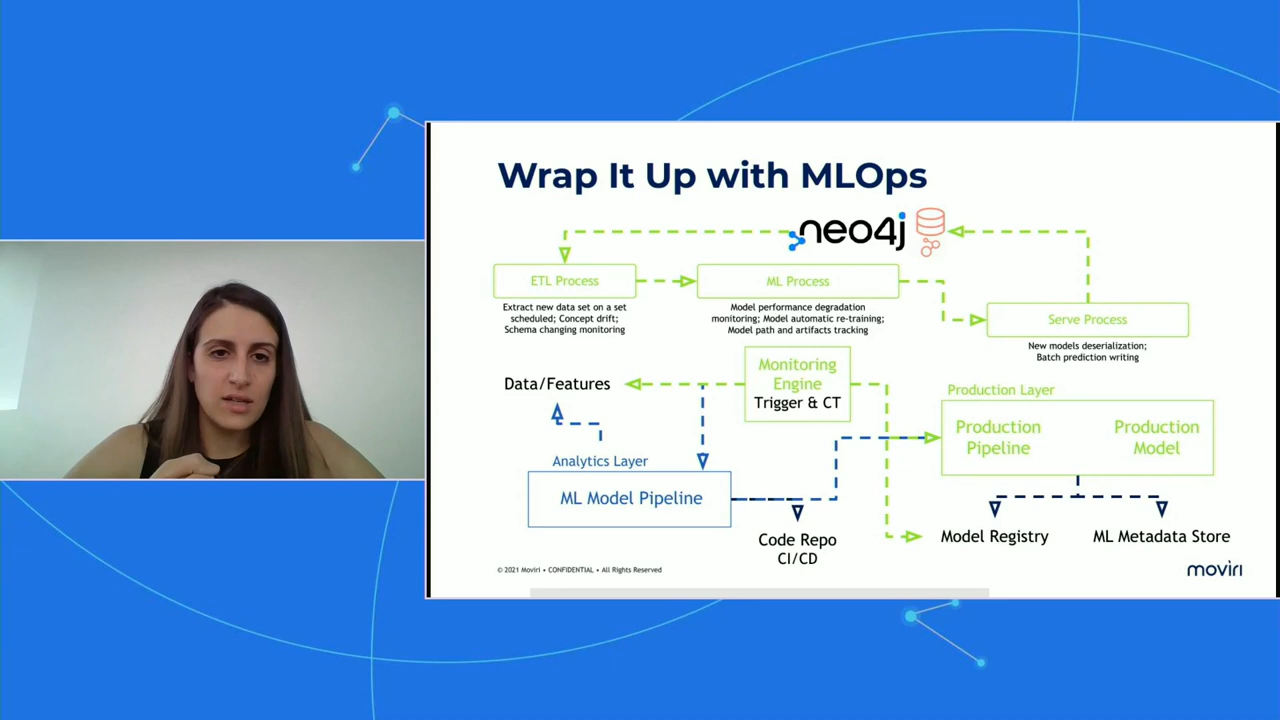 Wrap It Up with MLOps
neo4j
ETL Process
Extract new data set on a set
scheduled; Concept drift;
Schema changing monitoring
ML Process
Model performance degradation
monitoring; Model automatic re-training;
Model path and artifacts tracking
Serve Process
New models deserialization;
Batch prediction writing
Data/Features
Monitoring
Engine
Trigger & CT
Production Layer
Production
Pipeline
Production
Model
Analytics Layer
ML Model Pipeline
Code Repo
CI/CD
Model Registry
ML Metadata Store
© 2021 Moviri • CONFIDENTIAL • All Rights Reserved
moviri